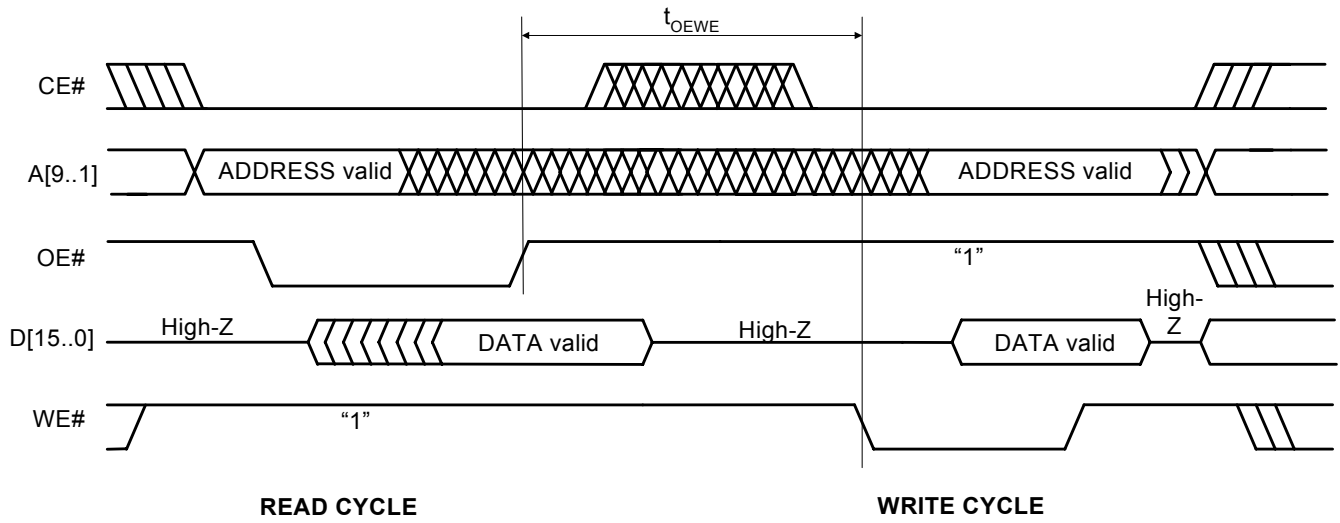 tOEWE
CE#
A[9..1]
ADDRESS valid
ADDRESS valid
OE#
“1”
D[15..0]
High-Z
DATA valid
High-Z
DATA valid
High-
Z
WE#
“1”
READ CYCLE
WRITE CYCLE